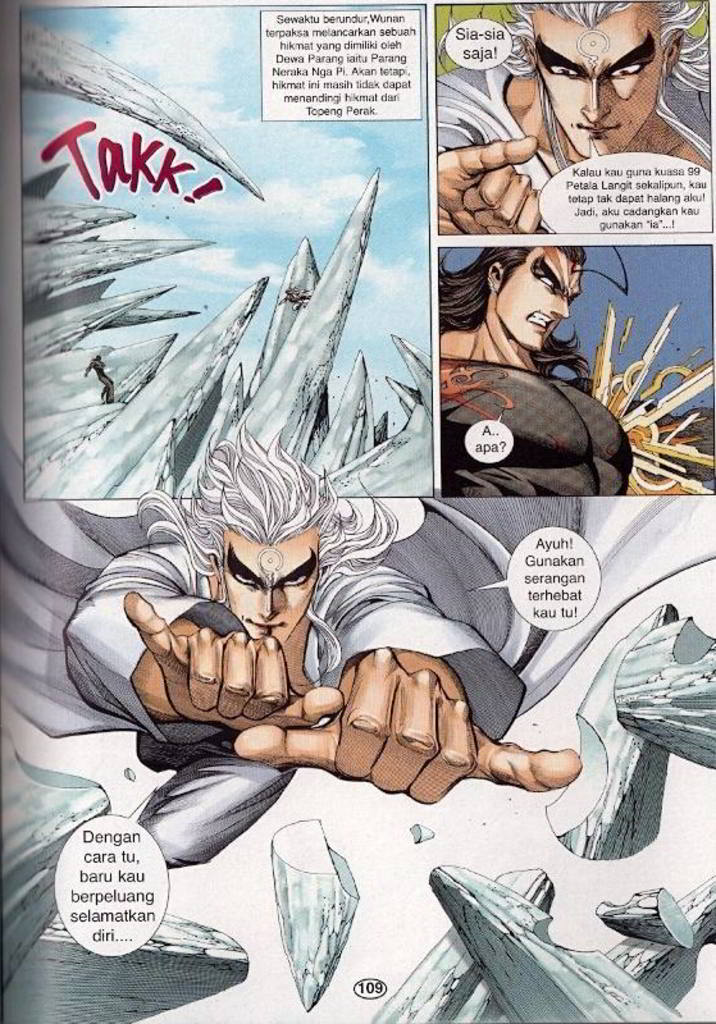 Sewaktu berundur,Wunan
terpaksa melancarkan sebuah
hikmat yang dimiliki oleh
Dewa Parang iaitu Parang
Neraka Nga Pi. Akan tetapi,
hikmat ini masih tidak dapat
menandingi hikmat dari
Topeng Perak.
TAKK!
Sia-sia
saja!
Kalau kau guna kuasa 99
Petala Langit sekalipun, kau
tetap tak dapat halang aku!
Jadi, aku cadangkan kau
gunakan "ia"...!
A..
apa?
Ayuh!
Gunakan
serangan
terhebat
kau tu!
Dengan
cara tu,
baru kau
berpeluang
selamatkan
diri....
109